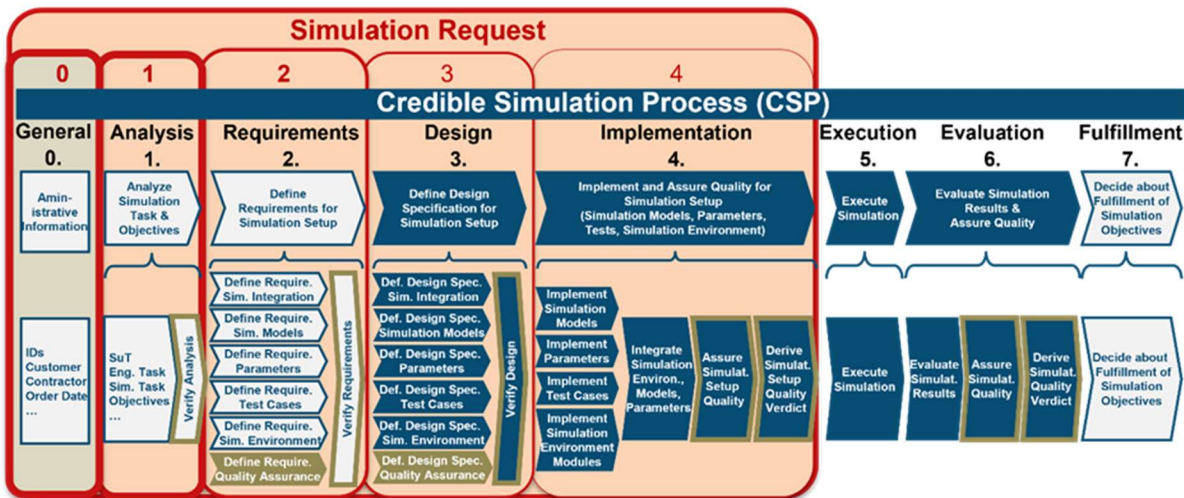 Simulation Request
0
1
2
3
4
Credible Simulation Process (CSP)
General
0.
Analysis
1.
Requirements
2.
Design
3.
Implementation
4.
Execution
5.
Evaluation
6.
Fulfillment
7.
Amin-
istrative
Information
Analyze
Simulation
Task &
Objectives
Define
Requirements for
Simulation Setup
Define Design
Specification for
Simulation Setup
Implement and Assure Quality for
Simulation Setup
(Simulation Models, Parameters,
Tests, Simulation Environment)
Execute
Simulation
Evaluate Simulation
Results &
Assure Quality
Decide about
Fulfillment of
Simulation
Objectives
IDs
Customer
Contractor
Order Date
...
SuT
Eng. Task
Sim. Task
Objectives
...
Verify Analysis
Define Require.
Sim. Integration
Define Require.
Sim. Models
Define Require.
Parameters
Define Require.
Test Cases
Define Require.
Sim. Environment
Define Require.
Quality Assurance
Verify Requirements
Def. Design Spec.
Sim. Integration
Def. Design Spec.
Simulation Models
Def. Design Spec.
Parameters
Def. Design Spec.
Test Cases
Def. Design Spec.
Sim. Environment
Def. Design Spec.
Quality Assurance
Verify Design
Implement
Simulation
Models
Implement
Parameters
Implement
Test Cases
Implement
Simulation
Environment
Modules
Integrate
Simulation
Environ.,
Models,
Parameters
Assure
Simulat.
Setup
Quality
Derive
Simulat.
Setup
Quality
Verdict
Execute
Simulation
Evaluate
Simulat.
Results
Assure
Simulat.
Quality
Derive
Simulat.
Quality
Verdict
Decide about
Fulfillment of
Simulation
Objectives